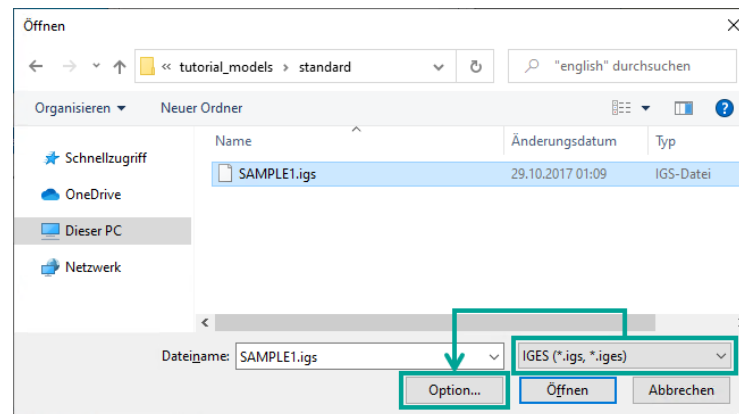 Öffnen
« tutorial_models › standard
"english" durchsuchen
Organisieren
Neuer Ordner
Name
Änderungsdatum
Typ
Schnellzugriff
OneDrive
Dieser PC
Netzwerk
SAMPLE1.igs
29.10.2017 01:09
IGS-Datei
Dateiname:
SAMPLE1.igs
IGES (*.igs, *.iges)
Option...
Öffnen
Abbrechen